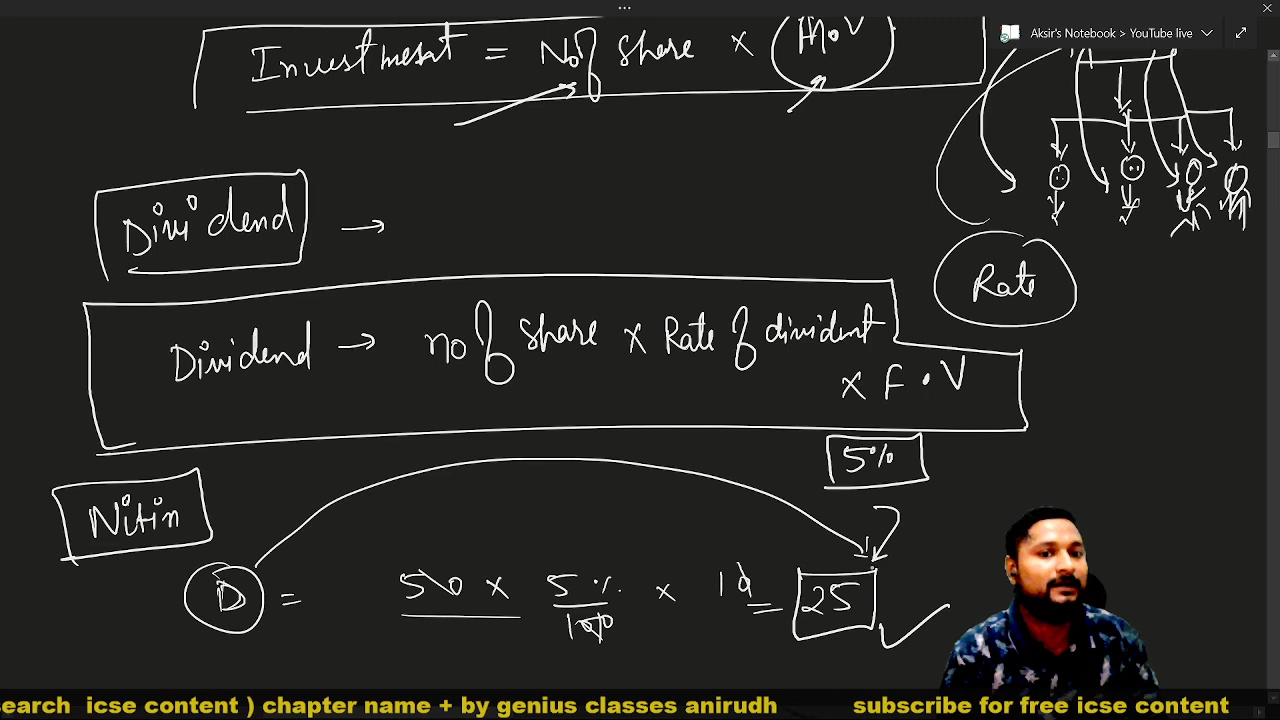 Aksir's Notebook > YouTube live
Investment = No of share × M.V
Dividend →
Rate
Dividend → no of share × Rate of divident
× F.V
5%
Nitin
D = 50 × 5% / 100 × 10 = 25
search icse content ) chapter name + by genius classes anirudh subscribe for free icse content